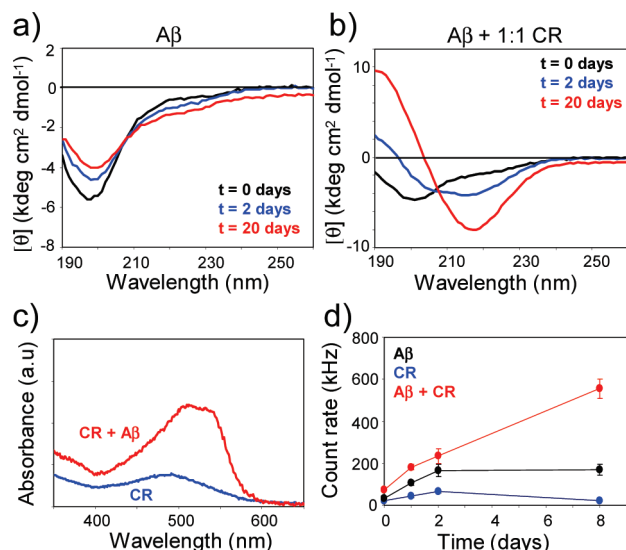 a)
Aβ
[θ] (kdeg cm² dmol⁻¹)
2
0
-2
-4
-6
-8
t = 0 days
t = 2 days
t = 20 days
190
210
230
250
Wavelength (nm)
b)
Aβ + 1:1 CR
[θ] (kdeg cm² dmol⁻¹)
10
5
0
-5
-10
t = 0 days
t = 2 days
t = 20 days
190
210
230
250
Wavelength (nm)
c)
Absorbance (a.u)
CR + Aβ
CR
400
500
600
Wavelength (nm)
d)
Count rate (kHz)
800
600
400
200
0
Aβ
CR
Aβ + CR
0
2
4
6
8
Time (days)